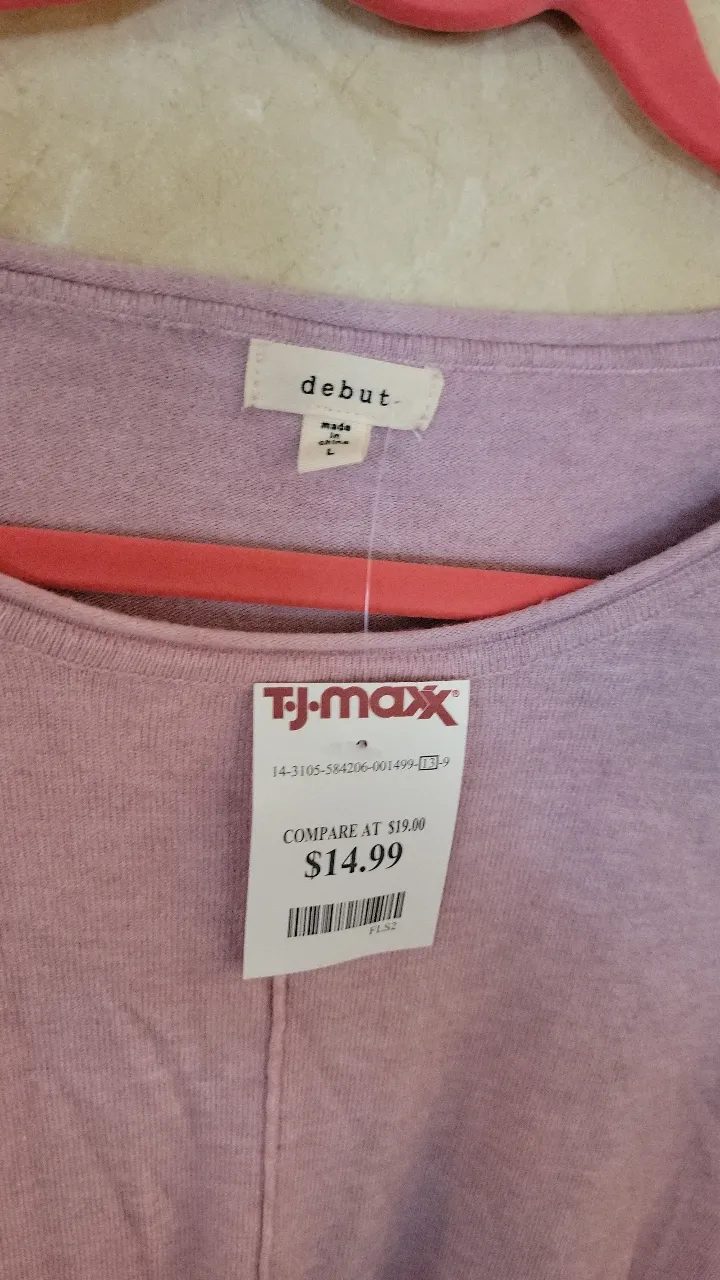 debut
made
in
china
L
T·J·maxx®
14-3105-584206-001499-13-9
COMPARE AT $19.00
$14.99
FLS2